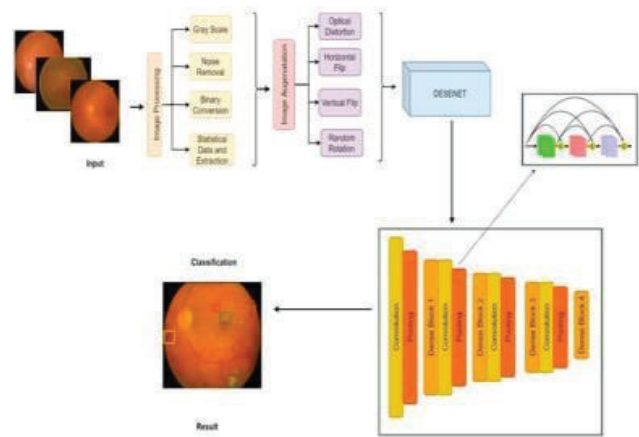 Input
Image Processing
Gray Scale
Noise
Removal
Binary
Conversion
Statistical
Data and
Extraction
Image Augmentation
Optical
Distortion
Horizontal
Flip
Vertical Flip
Random
Rotation
DESENET
Convolution
Pooling
Dense Block 1
Convolution
Pooling
Dense Block 2
Convolution
Pooling
Dense Block 3
Convolution
Pooling
Dense Block 4
Classification
Result